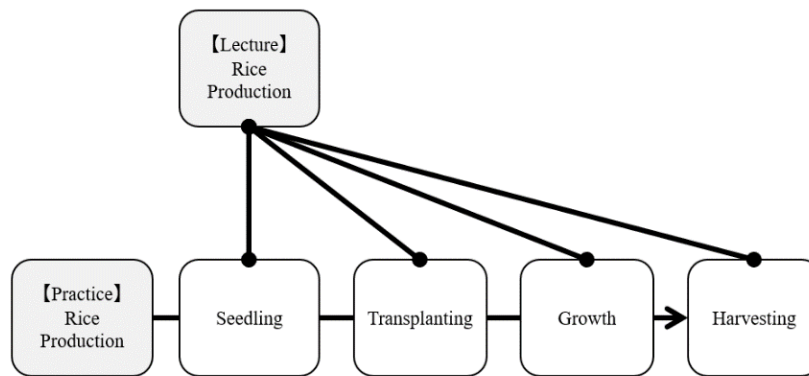 【Lecture】
Rice
Production
【Practice】
Rice
Production
Seedling
Transplanting
Growth
Harvesting